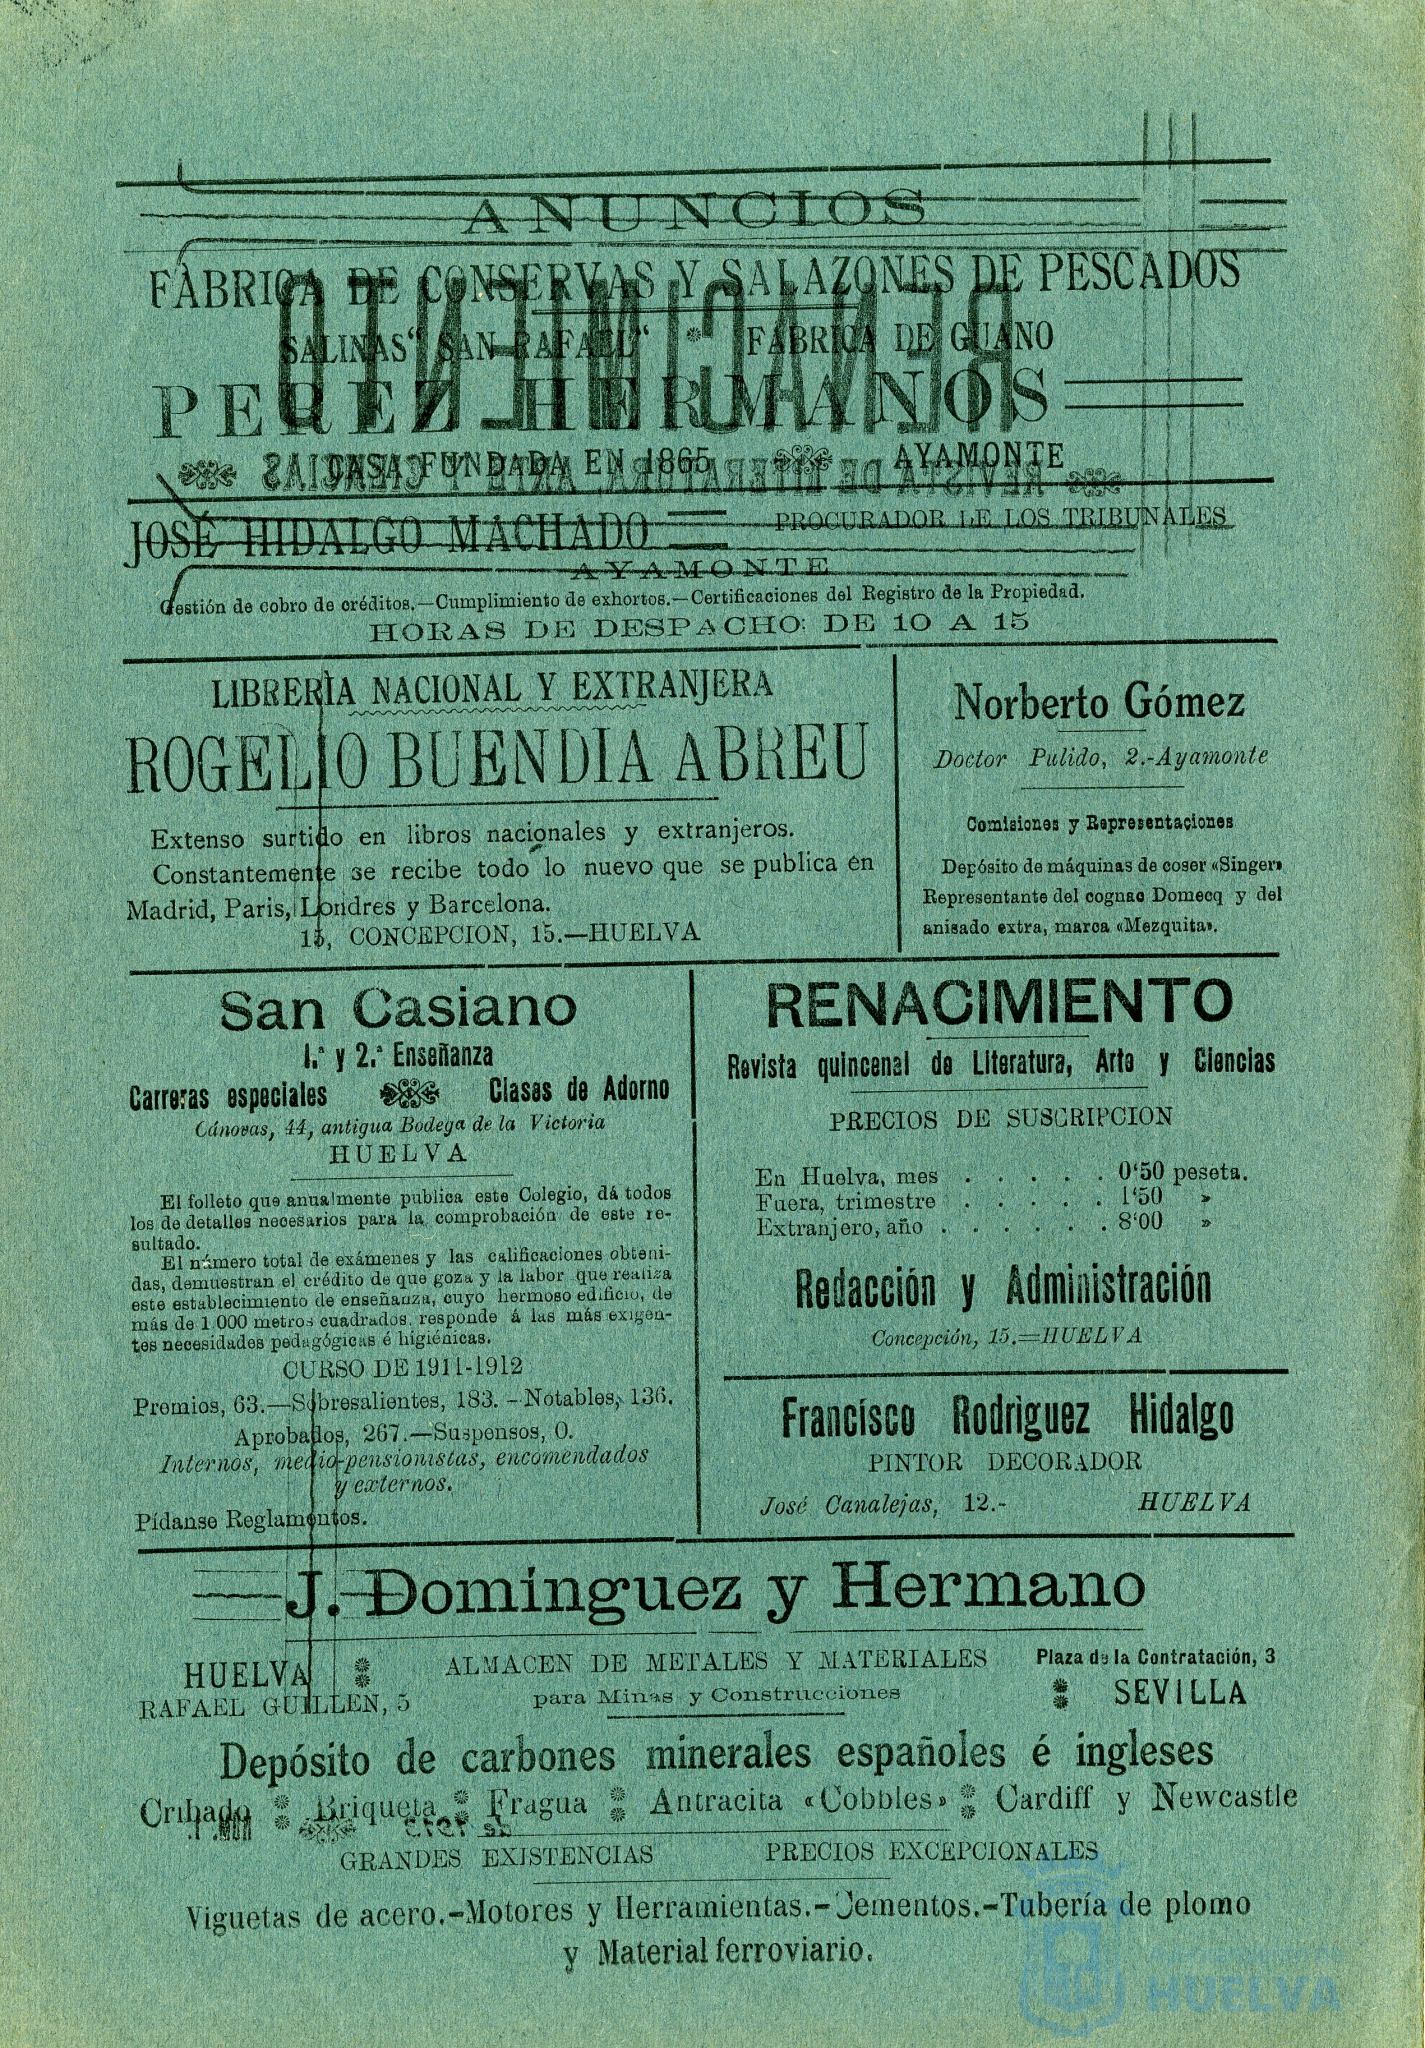 ANUNCIOS
FÀBRICA DE CONSERVAS Y SALAZONES DE PESCADOS
SALINAS “ SAN RAFAEL“ FABRICA DE GUANO
PEREZ HERMANOS
CASA FUNDADA EN 1865 AYAMONTE
JOSÉ HIDALGO MACHADO
PROCURADOR DE LOS TRIBUNALES
AYAMONTE
Gestión de cobro de créditos.—Cumplimiento de exhortos.—Certificaciones del Registro de la Propiedad.
HORAS DE DESPACHO: DE 10 A 15
LIBRERÌA NACIONAL Y EXTRANJERA
ROGELIO BUENDIA ABREU
Extenso surtido en libros nacionales y extranjeros.
Constantemente se recibe todo lo nuevo que se publica en
Madrid, Paris, Londres y Barcelona.
15, CONCEPCION, 15.—HUELVA
Norberto Gómez
Doctor Pulido, 2.-Ayamonte
Comisiones y Representaciones
Depósito de máquinas de coser «Singer»
Representante del cognac Domecq y del
anisado extra, marca «Mezquita».
San Casiano
1.ª y 2.ª Enseñanza
Carreras especiales Clases de Adorno
Cánovas, 44, antigua Bodega de la Victoria
HUELVA
El folleto que anualmente publica este Colegio, dá todos
los de detalles necesarios para la comprobación de este re-
sultado.
El número total de exámenes y las calificaciones obteni-
das, demuestran el crédito de que goza y la labor que realiza
este establecimiento de enseñanza, cuyo hermoso edificio, de
más de 1.000 metros cuadrados, responde á las más exigen-
tes necesidades pedagógicas é higiénicas.
CURSO DE 1911-1912
Premios, 63.—Sobresalientes, 183.—Notables, 136.
Aprobados, 267.—Suspensos, 0.
Internos, medio-pensionistas, encomendados
y externos.
Pídanse Reglamentos.
RENACIMIENTO
Revista quincenal de Literatura, Arte y Ciencias
PRECIOS DE SUSCRIPCION
En Huelva, mes . . . . . 0‘50 peseta.
Fuera, trimestre . . . . . 1‘50 »
Extranjero, año . . . . . . 8‘00 »
Redacción y Administración
Concepción, 15.=HUELVA
Francisco Rodrìguez Hidalgo
PINTOR DECORADOR
José Canalejas, 12.- HUELVA
J. Domínguez y Hermano
HUELVA
RAFAEL GUILLEN, 5
ALMACEN DE METALES Y MATERIALES
para Minas y Construcciones
Plaza de la Contratación, 3
SEVILLA
Depósito de carbones minerales españoles é ingleses
Cribado Briqueta Fragua Antracita «Cobbles» Cardiff y Newcastle
GRANDES EXISTENCIAS PRECIOS EXCEPCIONALES
Viguetas de acero.-Motores y Herramientas.-Cementos.-Tubería de plomo
y Material ferroviario.
HUELVA